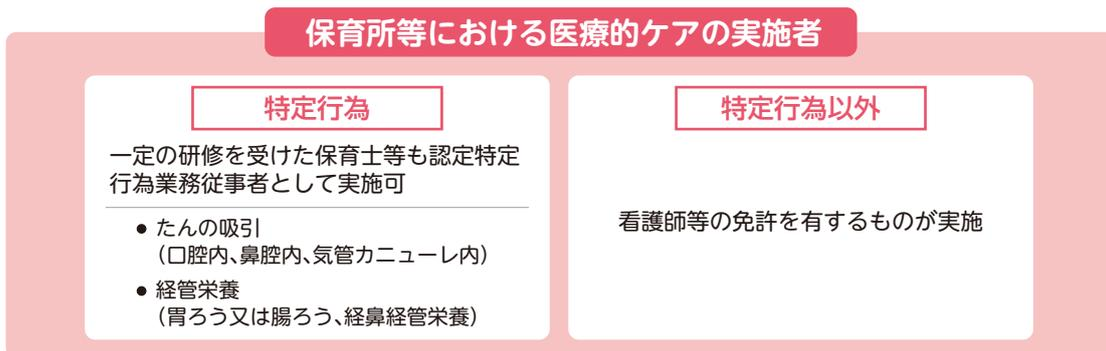 保育所等における医療的ケアの実施者
特定行為
一定の研修を受けた保育士等も認定特定
行為業務従事者として実施可
● たんの吸引
（口腔内、鼻腔内、気管カニューレ内）
● 経管栄養
（胃ろう又は腸ろう、経鼻経管栄養）
特定行為以外
看護師等の免許を有するものが実施